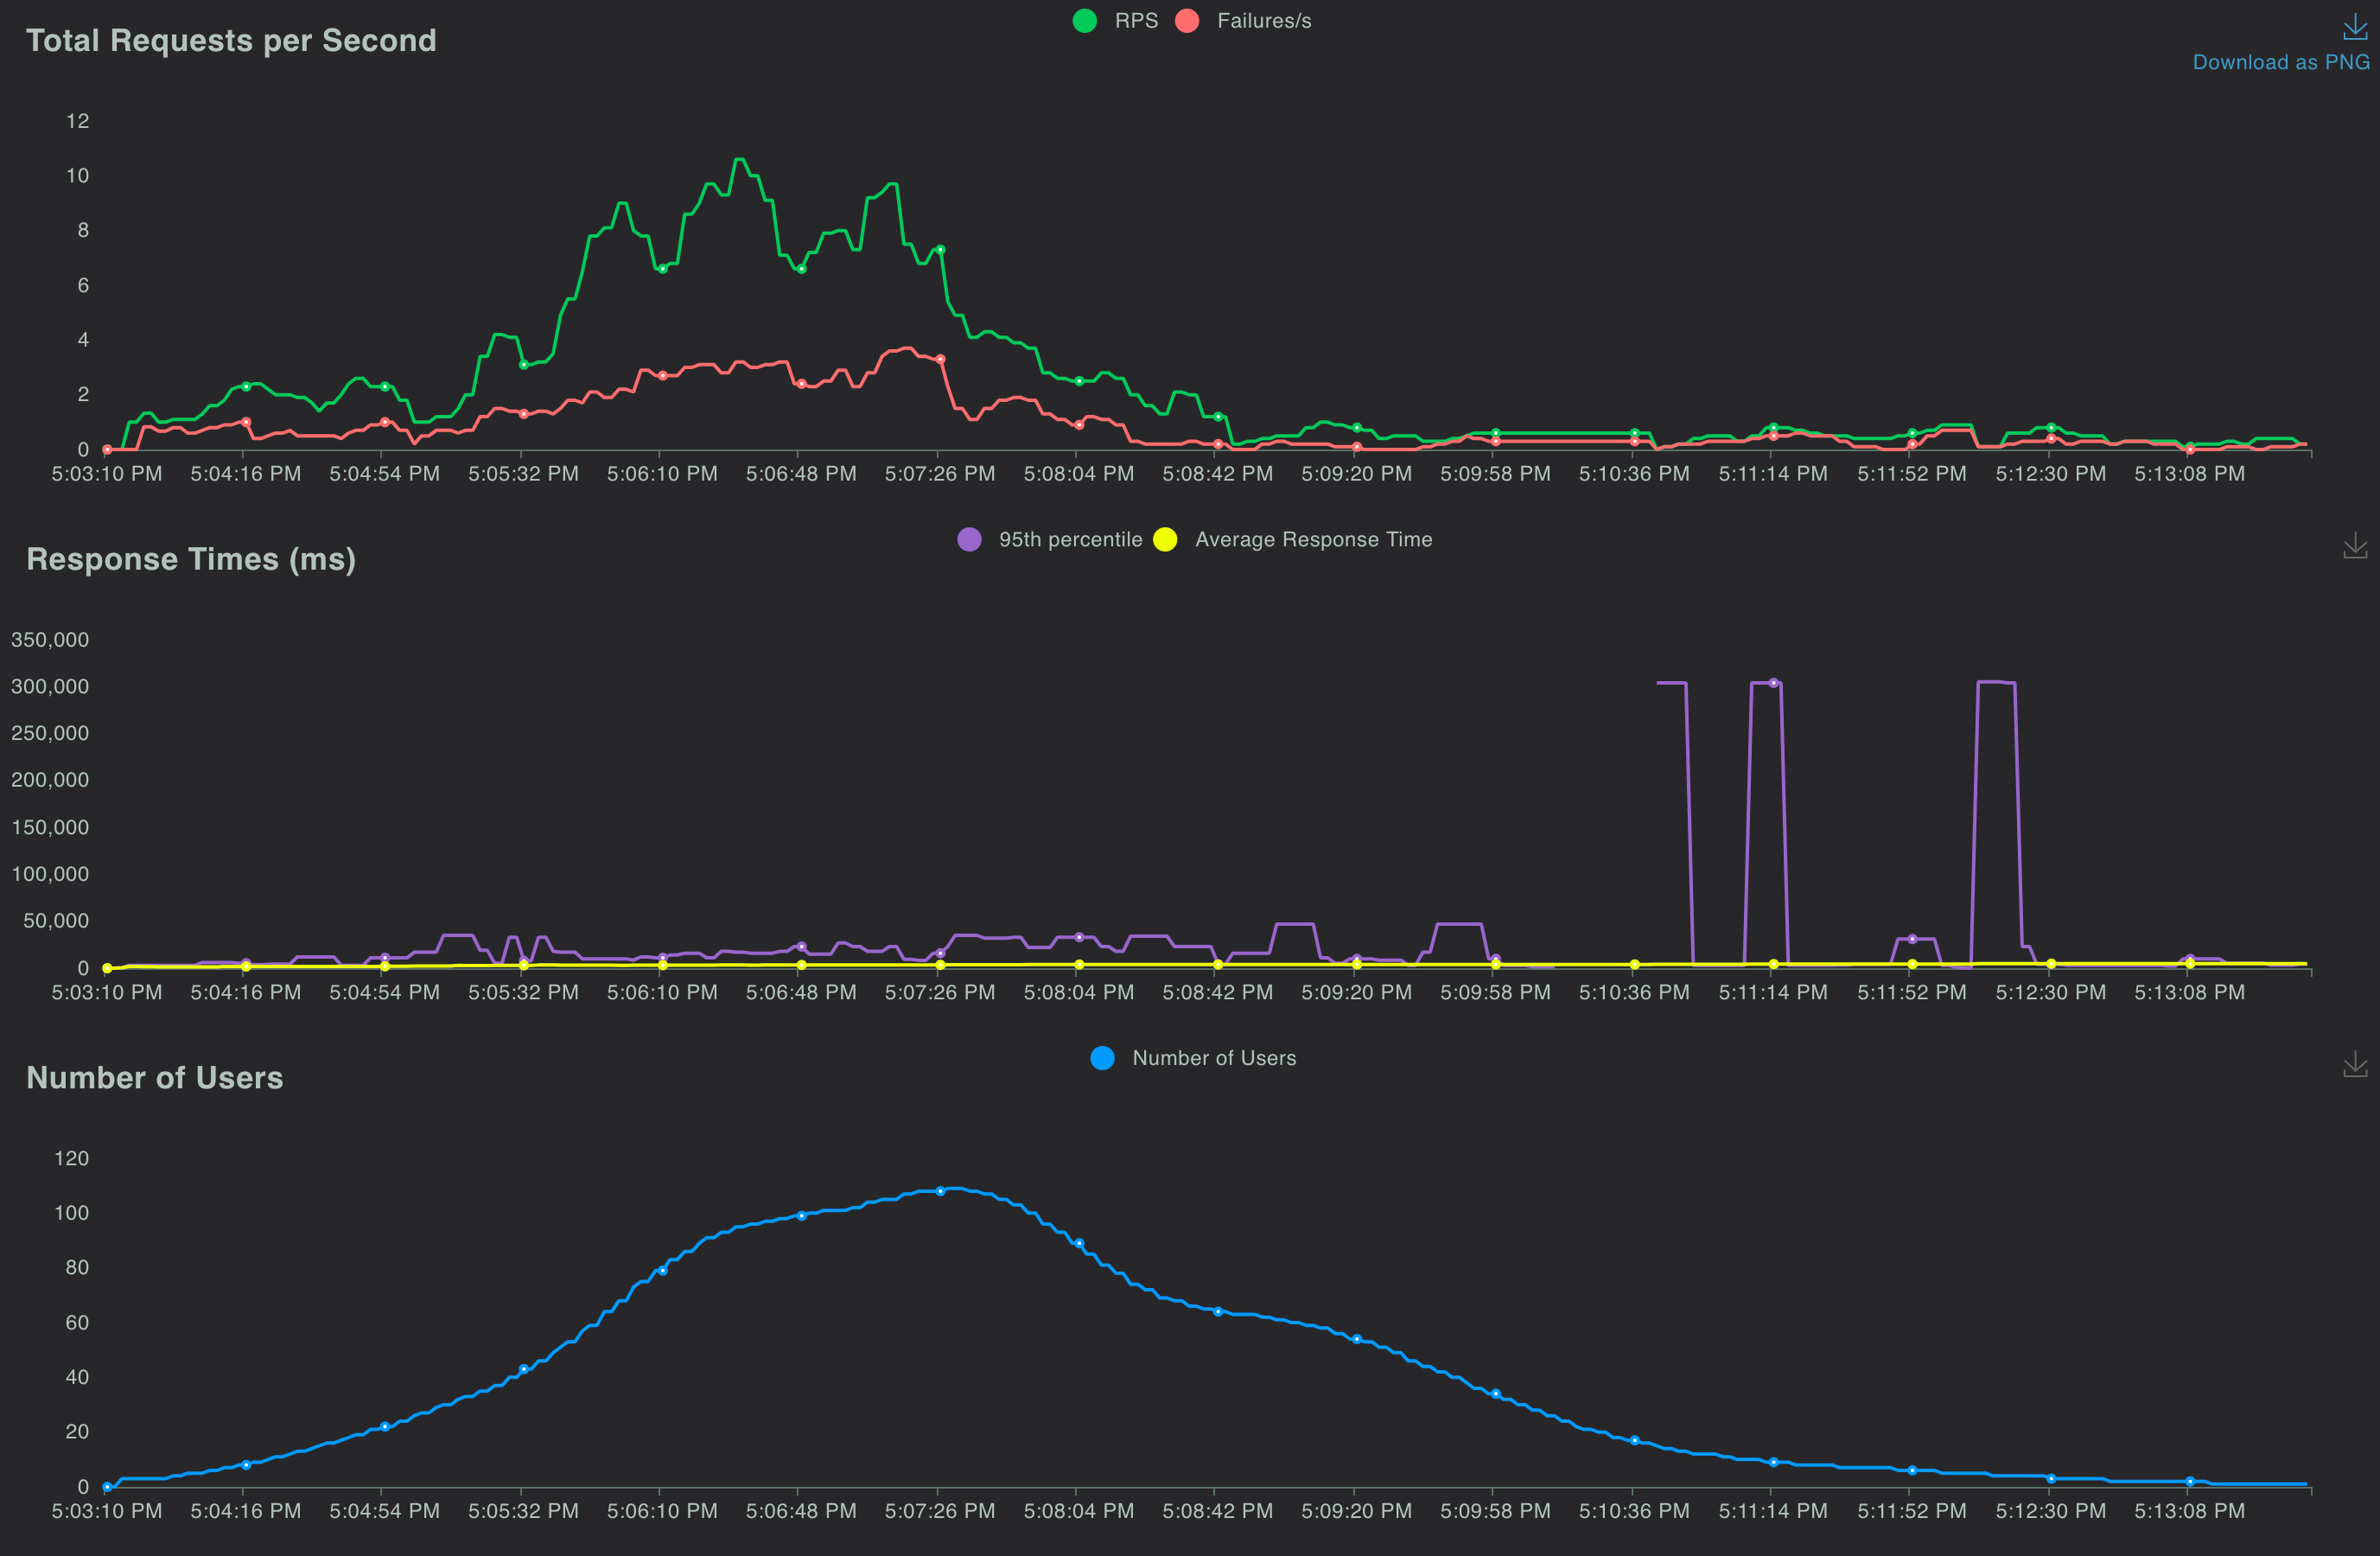 RPS Failures/s
Total Requests per Second
Download as PNG
12
10
8
6
4
2
0
5:03:10 PM 5:04:16 PM 5:04:54 PM 5:05:32 PM 5:06:10 PM 5:06:48 PM 5:07:26 PM 5:08:04 PM 5:08:42 PM 5:09:20 PM 5:09:58 PM 5:10:36 PM 5:11:14 PM 5:11:52 PM 5:12:30 PM 5:13:08 PM
95th percentile Average Response Time
Response Times (ms)
350,000
300,000
250,000
200,000
150,000
100,000
50,000
0
5:03:10 PM 5:04:16 PM 5:04:54 PM 5:05:32 PM 5:06:10 PM 5:06:48 PM 5:07:26 PM 5:08:04 PM 5:08:42 PM 5:09:20 PM 5:09:58 PM 5:10:36 PM 5:11:14 PM 5:11:52 PM 5:12:30 PM 5:13:08 PM
Number of Users
Number of Users
120
100
80
60
40
20
0
5:03:10 PM 5:04:16 PM 5:04:54 PM 5:05:32 PM 5:06:10 PM 5:06:48 PM 5:07:26 PM 5:08:04 PM 5:08:42 PM 5:09:20 PM 5:09:58 PM 5:10:36 PM 5:11:14 PM 5:11:52 PM 5:12:30 PM 5:13:08 PM